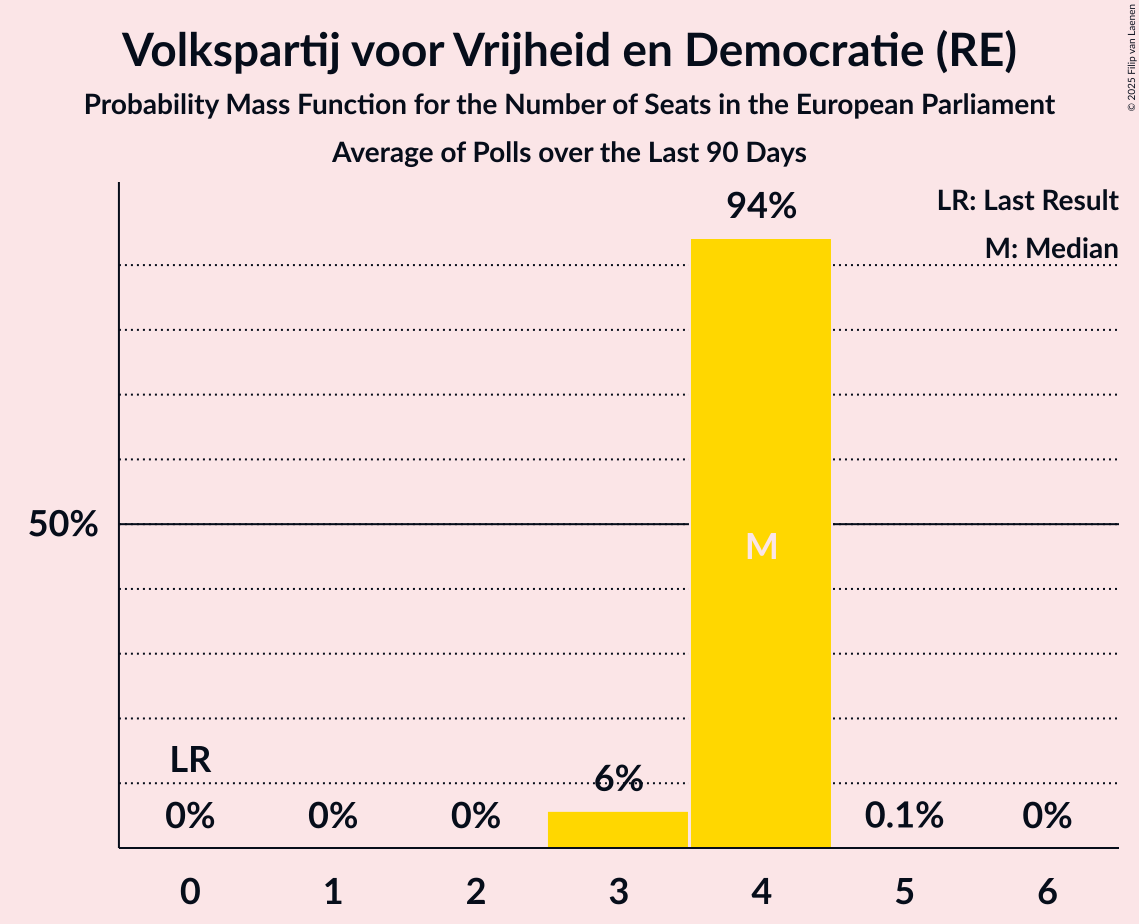 Volkspartij voor Vrijheid en Democratie (RE)
Probability Mass Function for the Number of Seats in the European Parliament
Average of Polls over the Last 90 Days
© 2025 Filip van Laenen
LR: Last Result
M: Median
94%
50%
M
LR
6%
0% 0% 0% 0.1% 0%
0 1 2 3 4 5 6